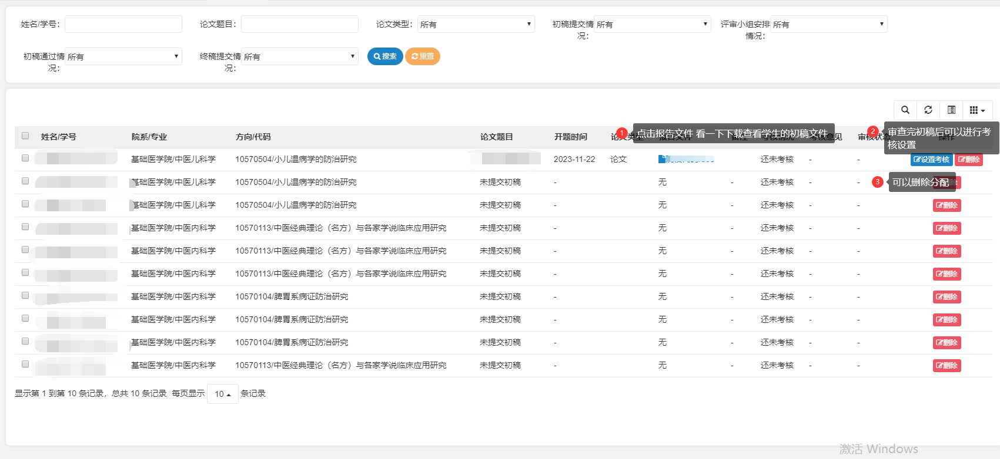 姓名/学号：
论文题目：
论文类型： 所有
初稿提交情况： 所有
评审小组安排情况： 所有
初稿通过情况： 所有
终稿提交情况： 所有
搜索 重置
1 点击报告文件 看一下下载查看学生的初稿文件
2 审查完初稿后可以进行考核设置
姓名/学号 院系/专业 方向/代码 论文题目 开题时间 论文类型 审核状态 操作
基础医学院/中医儿科学 10570504/小儿温病学的防治研究 2023-11-22 论文 还未考核 - - 设置考核 删除
基础医学院/中医儿科学 10570504/小儿温病学的防治研究 未提交初稿 - 无 - 还未考核 - -
3 可以删除分配
基础医学院/中医儿科学 10570504/小儿温病学的防治研究 未提交初稿 - 无 - 还未考核 - - 删除
基础医学院/中医内科学 10570113/中医经典理论（名方）与各家学说临床应用研究 未提交初稿 - 无 - 还未考核 - - 删除
基础医学院/中医内科学 10570113/中医经典理论（名方）与各家学说临床应用研究 未提交初稿 - 无 - 还未考核 - - 删除
基础医学院/中医内科学 10570113/中医经典理论（名方）与各家学说临床应用研究 未提交初稿 - 无 - 还未考核 - - 删除
基础医学院/中医内科学 10570104/脾胃系病证防治研究 未提交初稿 - 无 - 还未考核 - - 删除
基础医学院/中医内科学 10570104/脾胃系病证防治研究 未提交初稿 - 无 - 还未考核 - - 删除
基础医学院/中医内科学 10570104/脾胃系病证防治研究 未提交初稿 - 无 - 还未考核 - - 删除
基础医学院/中医内科学 10570113/中医经典理论（名方）与各家学说临床应用研究 未提交初稿 - 无 - 还未考核 - - 删除
显示第 1 到第 10 条记录，总共 10 条记录 每页显示 10 条记录
激活 Windows